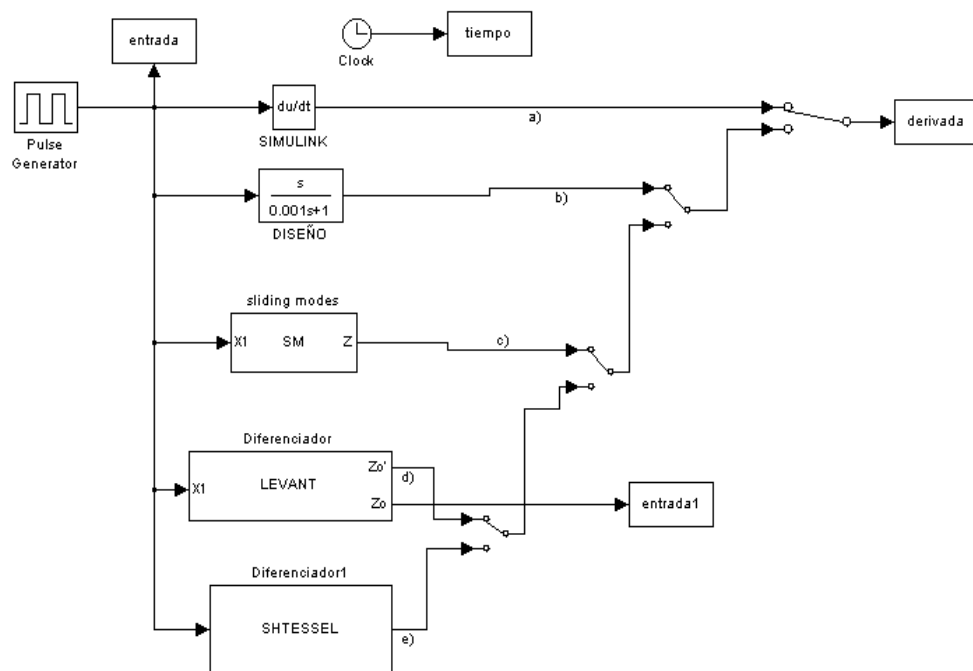 entrada
tiempo
Clock
Pulse
Generator
du/dt
SIMULINK
a)
derivada
s
0.001s+1
DISEÑO
b)
sliding modes
X1
SM
Z
c)
Diferenciador
X1
LEVANT
Zo'
Zo
d)
entrada1
Diferenciador1
SHTESSEL
e)